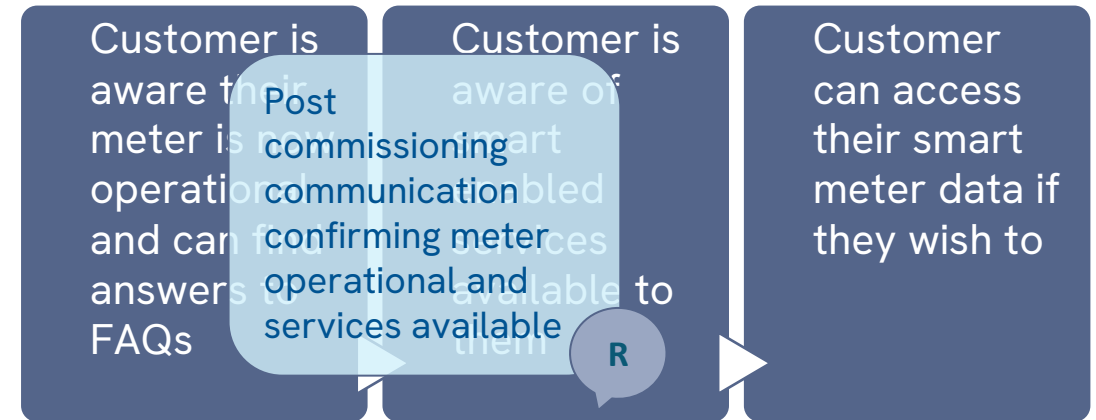 Customer is
aware their
meter is now
operational
and can find
answers to
FAQs
Post
commissioning
communication
confirming meter
operational and
services available
Customer is
aware of
smart
enabled
services
available to
them
R
Customer
can access
their smart
meter data if
they wish to